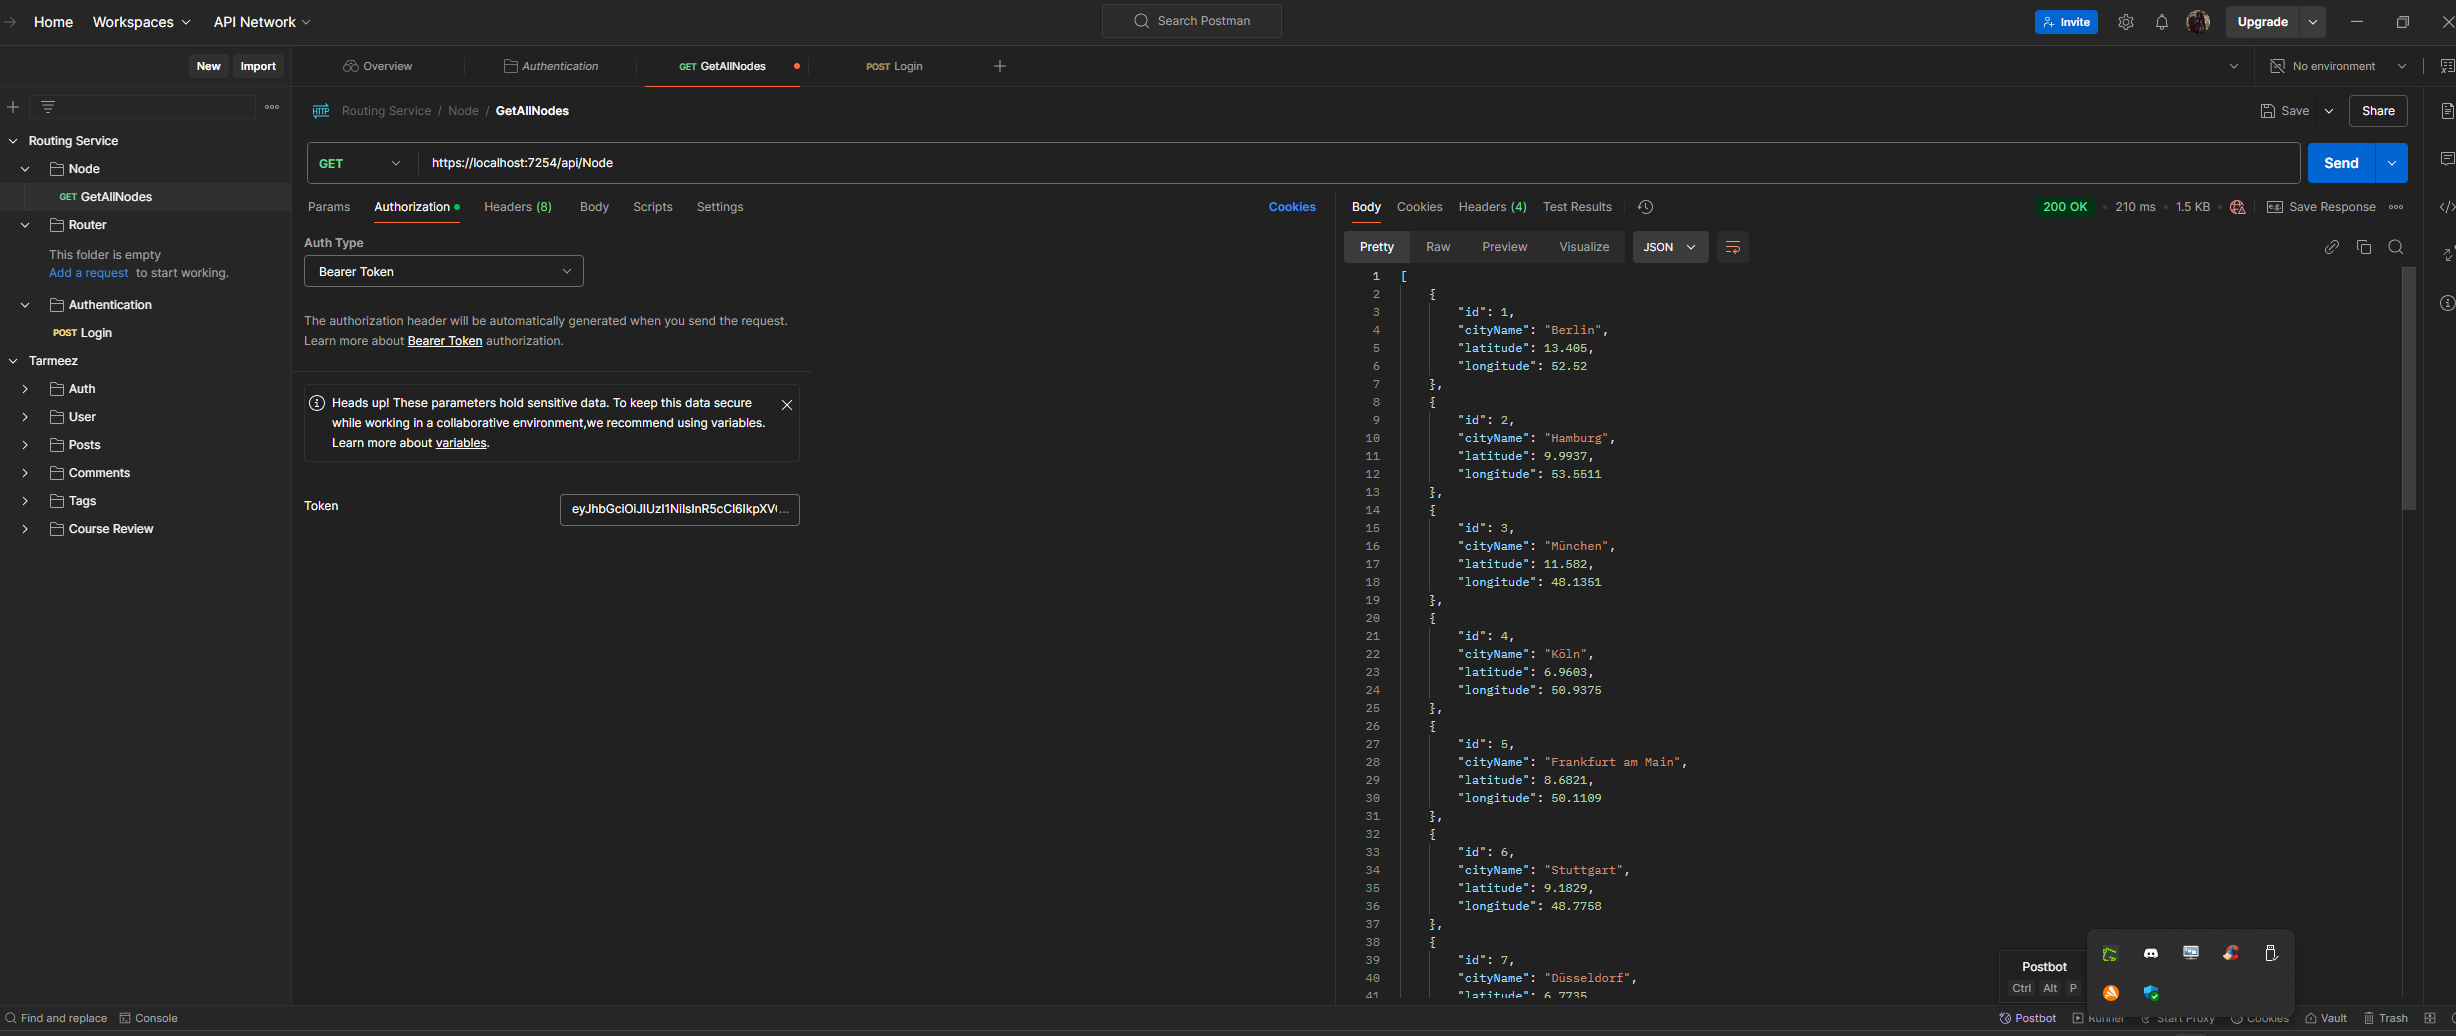 Home Workspaces API Network Search Postman Invite Upgrade
New Import Overview Authentication GET GetAllNodes POST Login No environment
Routing Service / Node / GetAllNodes Save Share
Routing Service
Node
GET GetAllNodes
Router
This folder is empty
Add a request to start working.
Authentication
POST Login
Tarmeez
Auth
User
Posts
Comments
Tags
Course Review
HTTP
GET https://localhost:7254/api/Node Send
Params Authorization Headers (8) Body Scripts Settings Cookies
Auth Type
Bearer Token
The authorization header will be automatically generated when you send the request.
Learn more about Bearer Token authorization.
Heads up! These parameters hold sensitive data. To keep this data secure
while working in a collaborative environment,we recommend using variables.
Learn more about variables.
Token
Body Cookies Headers (4) Test Results 200 OK 210 ms 1.5 KB e.g. Save Response
Pretty Raw Preview Visualize JSON
1 [
2 {
3 "id": 1,
4 "cityName": "Berlin",
5 "latitude": 13.405,
6 "longitude": 52.52
7 },
8 {
9 "id": 2,
10 "cityName": "Hamburg",
11 "latitude": 9.9937,
12 "longitude": 53.5511
13 },
14 {
15 "id": 3,
16 "cityName": "München",
17 "latitude": 11.582,
18 "longitude": 48.1351
19 },
20 {
21 "id": 4,
22 "cityName": "Köln",
23 "latitude": 6.9603,
24 "longitude": 50.9375
25 },
26 {
27 "id": 5,
28 "cityName": "Frankfurt am Main",
29 "latitude": 8.6821,
30 "longitude": 50.1109
31 },
32 {
33 "id": 6,
34 "cityName": "Stuttgart",
35 "latitude": 9.1829,
36 "longitude": 48.7758
37 },
38 {
39 "id": 7,
40 "cityName": "Düsseldorf",
41 "latitude": 6.7735,
Postbot
Ctrl Alt P
Find and replace Console Postbot Runner Start Proxy Cookies Vault Trash